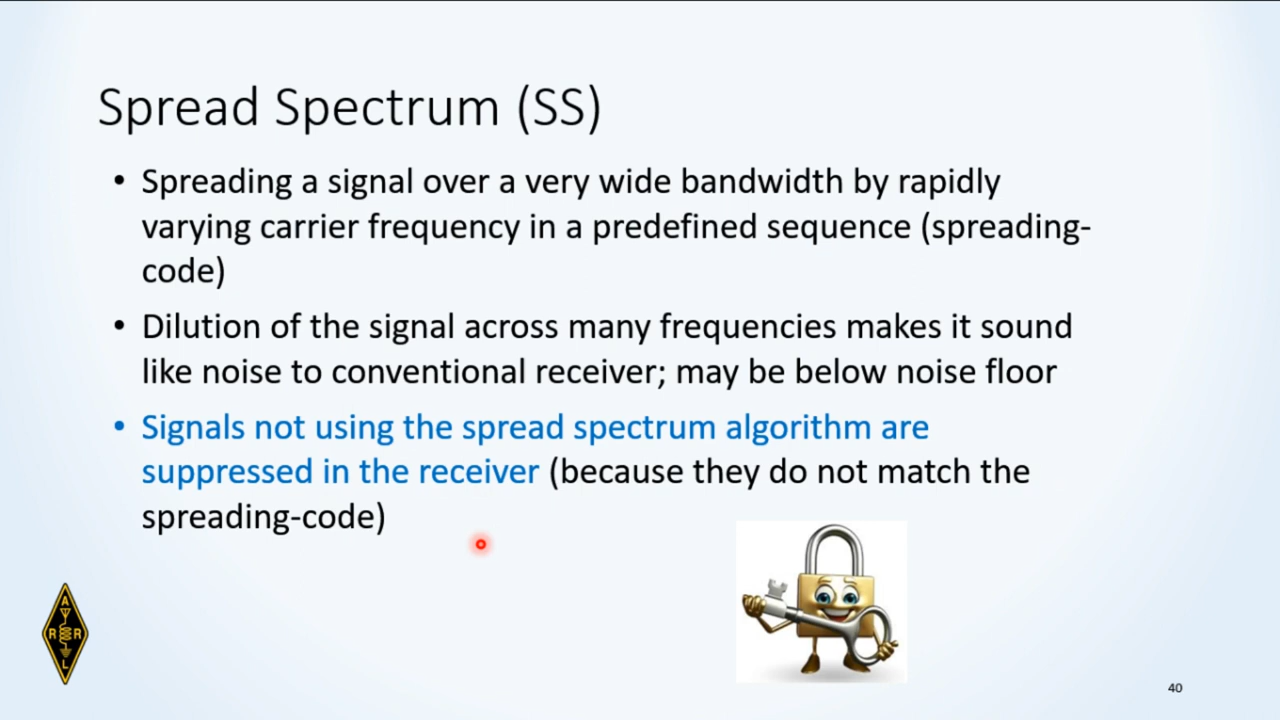 Spread Spectrum (SS)
• Spreading a signal over a very wide bandwidth by rapidly
varying carrier frequency in a predefined sequence (spreading-
code)
• Dilution of the signal across many frequencies makes it sound
like noise to conventional receiver; may be below noise floor
• Signals not using the spread spectrum algorithm are
suppressed in the receiver (because they do not match the
spreading-code)
A
R R
L
40